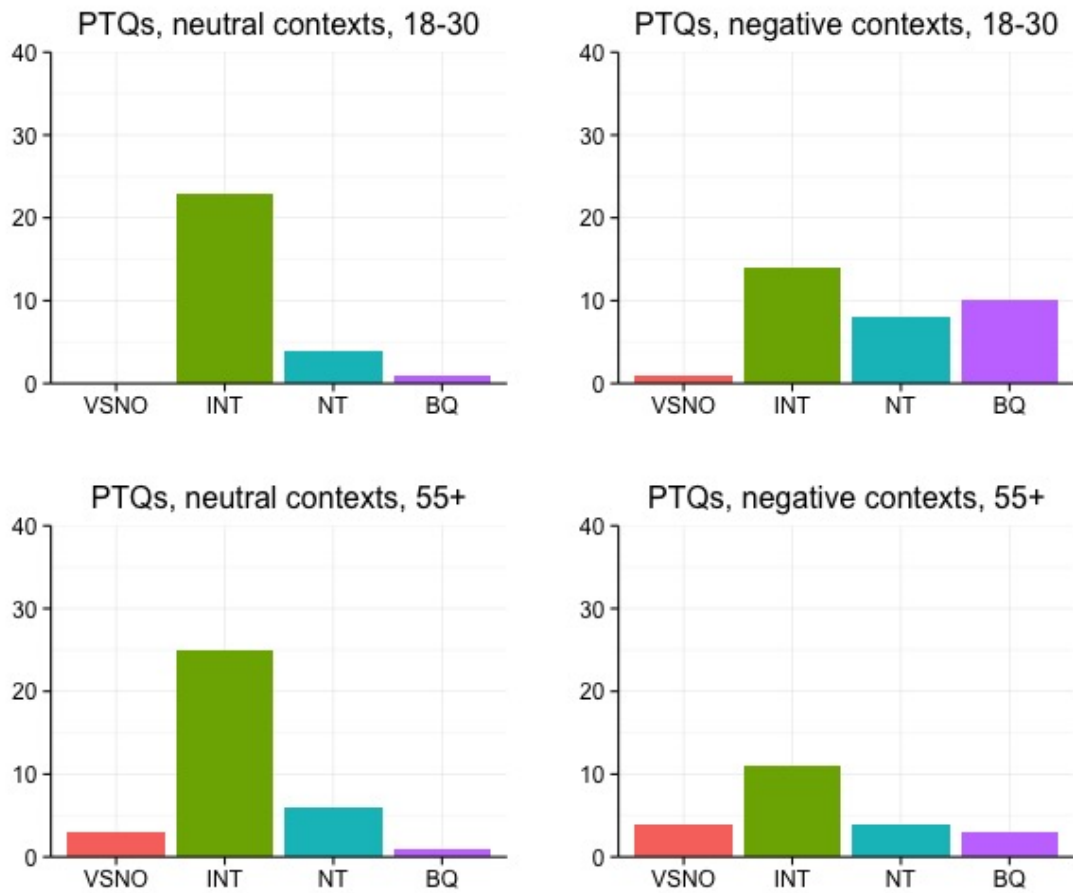 PTQs, neutral contexts, 18-30
40
30
20
10
0
VSNO INT NT BQ
PTQs, negative contexts, 18-30
40
30
20
10
0
VSNO INT NT BQ
PTQs, neutral contexts, 55+
40
30
20
10
0
VSNO INT NT BQ
PTQs, negative contexts, 55+
40
30
20
10
0
VSNO INT NT BQ